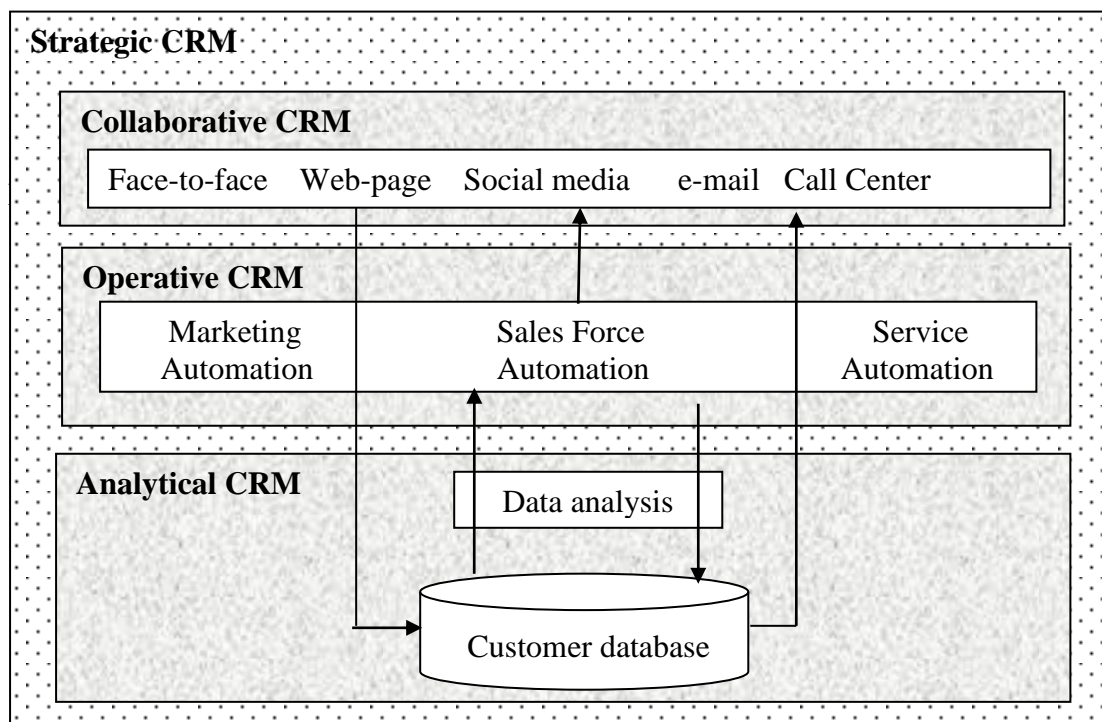 Strategic CRM
Collaborative CRM
Face-to-face Web-page Social media e-mail Call Center
Operative CRM
Marketing Sales Force Service
Automation Automation Automation
Analytical CRM
Data analysis
Customer database